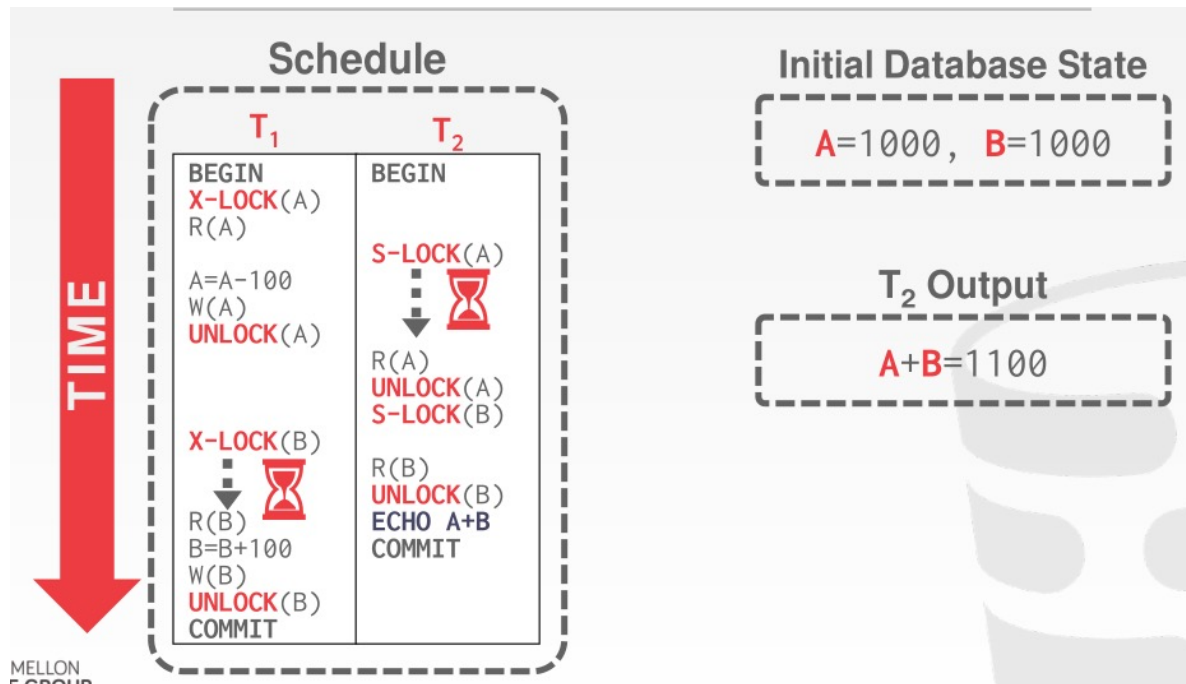 Schedule
TIME
T₁
T₂
BEGIN
X-LOCK(A)
R(A)
A=A-100
W(A)
UNLOCK(A)
X-LOCK(B)
R(B)
B=B+100
W(B)
UNLOCK(B)
COMMIT
BEGIN
S-LOCK(A)
R(A)
UNLOCK(A)
S-LOCK(B)
R(B)
UNLOCK(B)
ECHO A+B
COMMIT
Initial Database State
A=1000, B=1000
T₂ Output
A+B=1100
MELLON